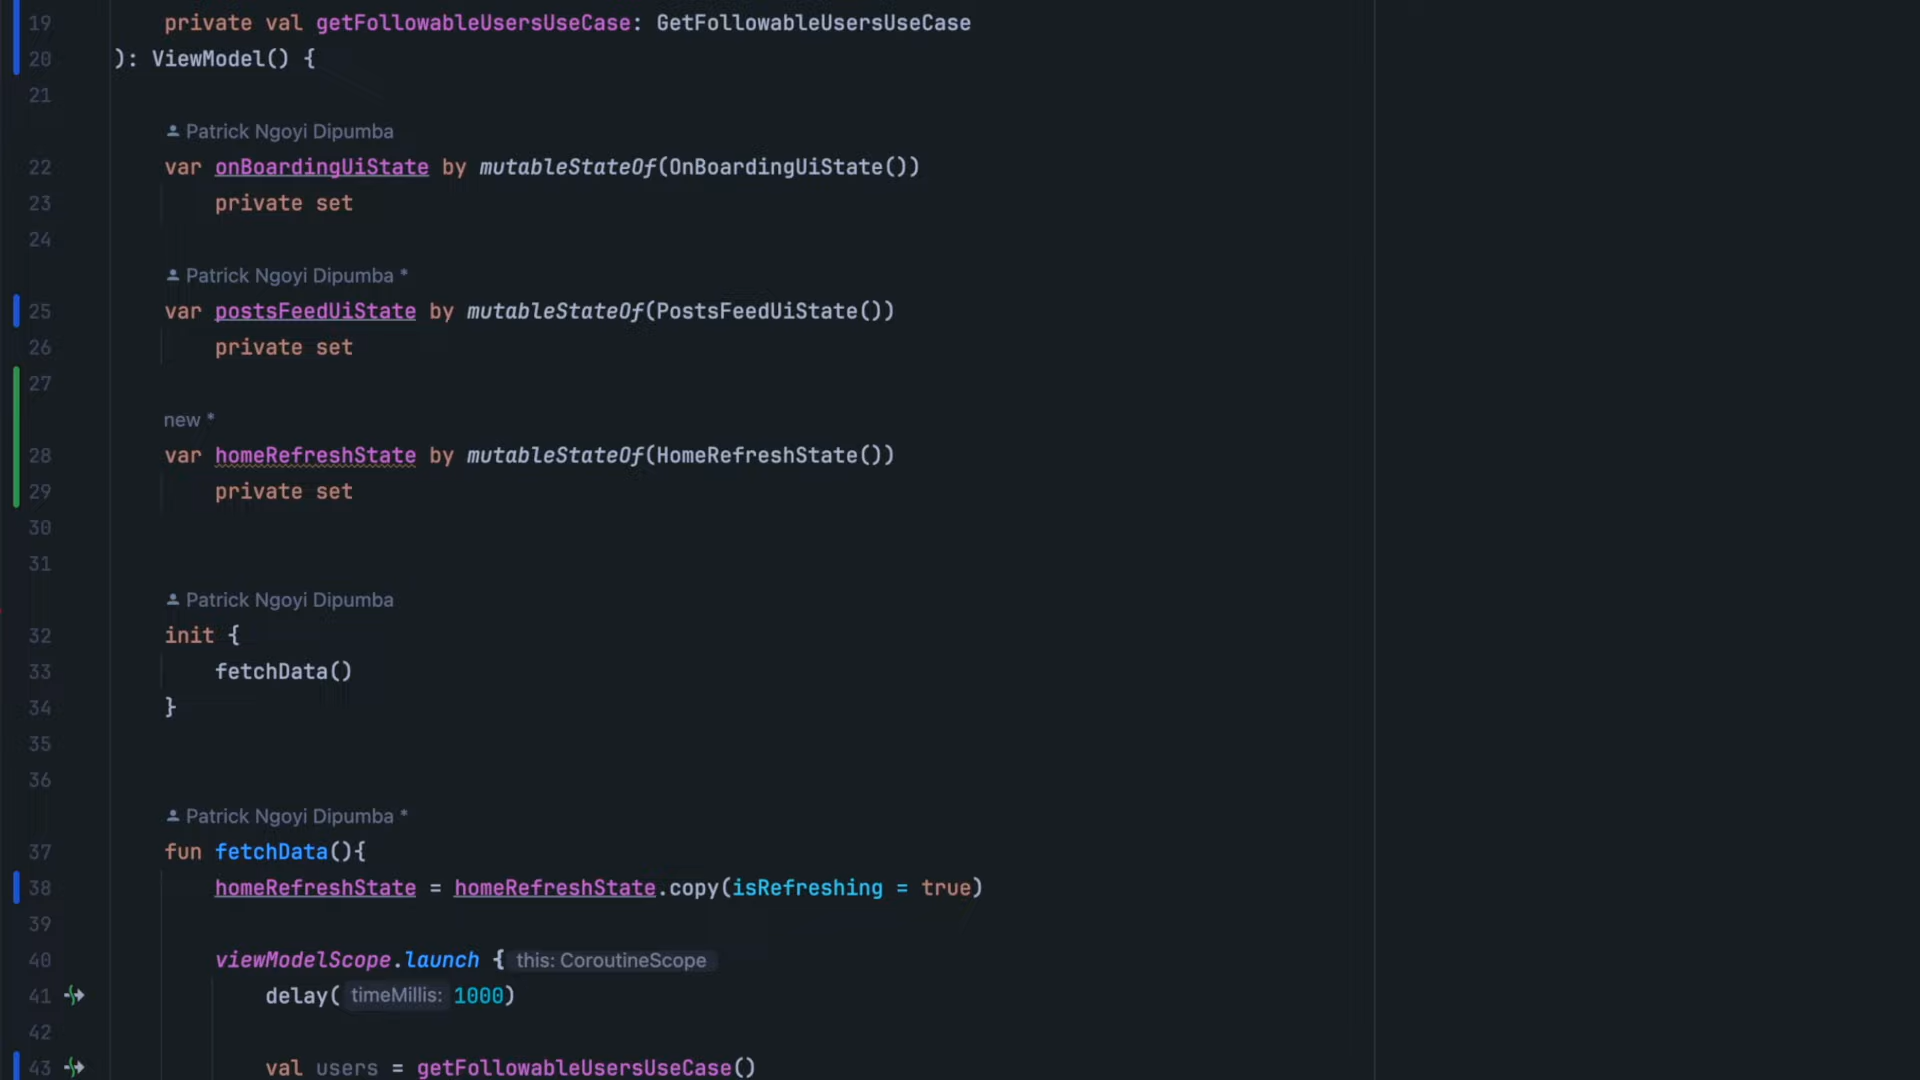 19 private val getFollowableUsersUseCase: GetFollowableUsersUseCase
20 ): ViewModel() {
21
Patrick Ngoyi Dipumba
22 var onBoardingUiState by mutableStateOf(OnBoardingUiState())
23 private set
24
Patrick Ngoyi Dipumba *
25 var postsFeedUiState by mutableStateOf(PostsFeedUiState())
26 private set
27
new *
28 var homeRefreshState by mutableStateOf(HomeRefreshState())
29 private set
30
31
Patrick Ngoyi Dipumba
32 init {
33 fetchData()
34 }
35
36
Patrick Ngoyi Dipumba *
37 fun fetchData(){
38 homeRefreshState = homeRefreshState.copy(isRefreshing = true)
39
40 viewModelScope.launch { this: CoroutineScope
41 delay( timeMillis: 1000)
42
43 val users = getFollowableUsersUseCase()